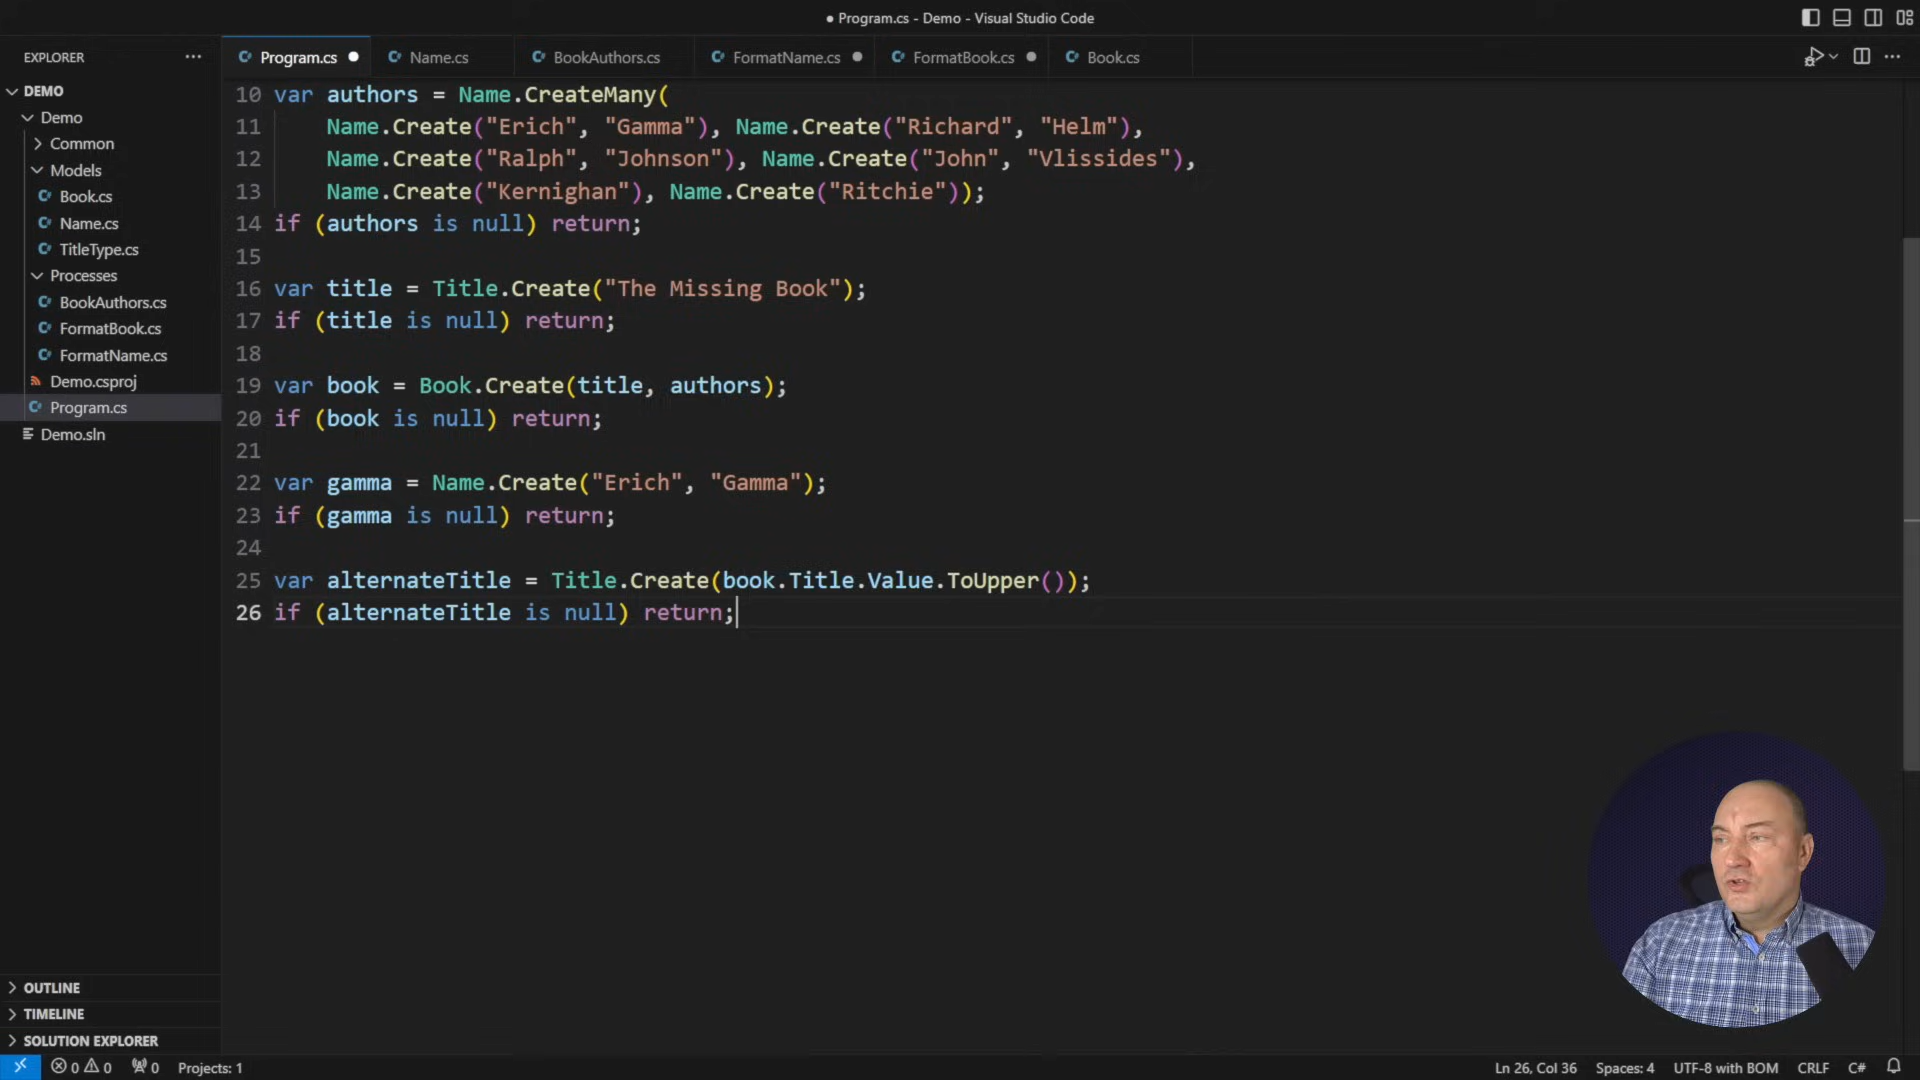 ● Program.cs - Demo - Visual Studio Code
EXPLORER ···
Program.cs ●
Name.cs
BookAuthors.cs
FormatName.cs ●
FormatBook.cs ●
Book.cs
DEMO
Demo
Common
Models
Book.cs
Name.cs
TitleType.cs
Processes
BookAuthors.cs
FormatBook.cs
FormatName.cs
Demo.csproj
Program.cs
Demo.sln
10 var authors = Name.CreateMany(
11     Name.Create("Erich", "Gamma"), Name.Create("Richard", "Helm"),
12     Name.Create("Ralph", "Johnson"), Name.Create("John", "Vlissides"),
13     Name.Create("Kernighan"), Name.Create("Ritchie"));
14 if (authors is null) return;
15
16 var title = Title.Create("The Missing Book");
17 if (title is null) return;
18
19 var book = Book.Create(title, authors);
20 if (book is null) return;
21
22 var gamma = Name.Create("Erich", "Gamma");
23 if (gamma is null) return;
24
25 var alternateTitle = Title.Create(book.Title.Value.ToUpper());
26 if (alternateTitle is null) return;
OUTLINE
TIMELINE
SOLUTION EXPLORER
0 0 0 Projects: 1
Ln 26, Col 36 Spaces: 4 UTF-8 with BOM CRLF C#